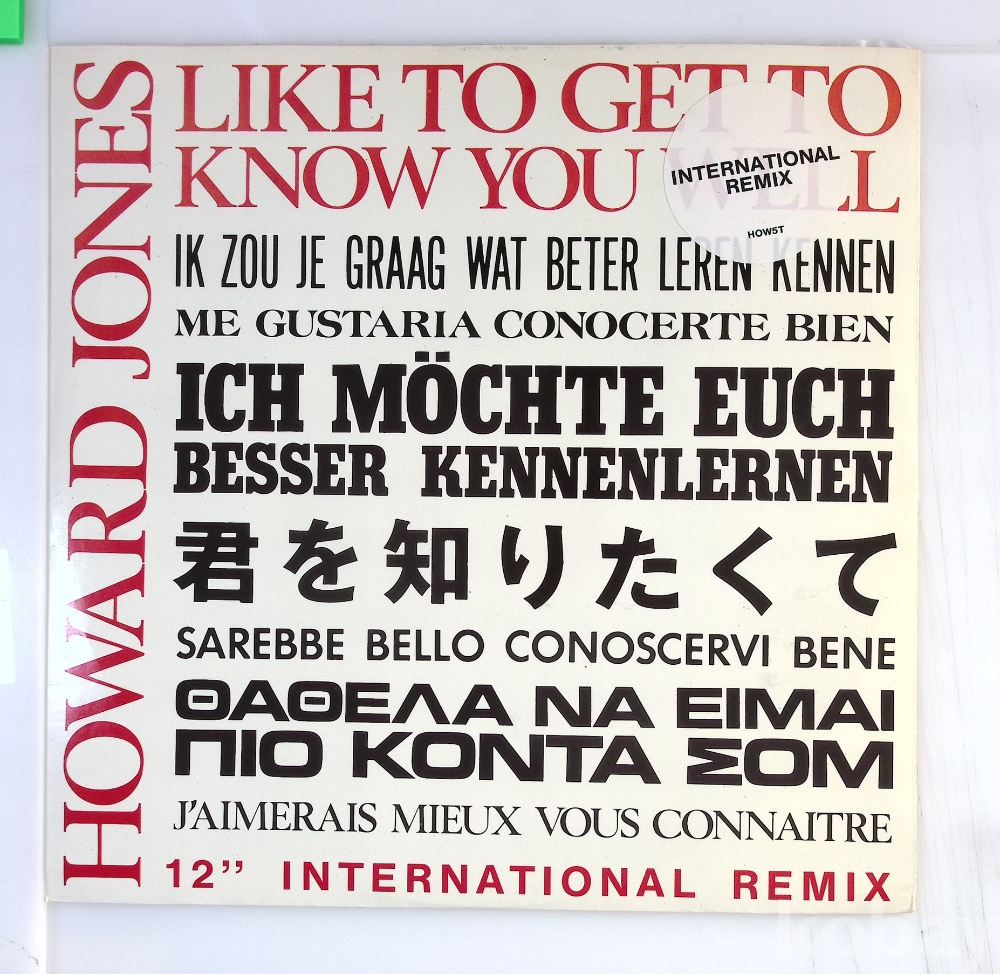 HOWARD JONES
LIKE TO GET TO
KNOW YOU WELL
INTERNATIONAL
REMIX
HOW5T
IK ZOU JE GRAAG WAT BETER LEREN KENNEN
ME GUSTARIA CONOCERTE BIEN
ICH MÖCHTE EUCH
BESSER KENNENLERNEN
君を知りたくて
SAREBBE BELLO CONOSCERVI BENE
ΘΑΘΕΛΑ ΝΑ ΕΙΜΑΙ
ΠΙΟ ΚΟΝΤΑ ΣΟΜ
J'AIMERAIS MIEUX VOUS CONNAITRE
12” INTERNATIONAL REMIX
koba